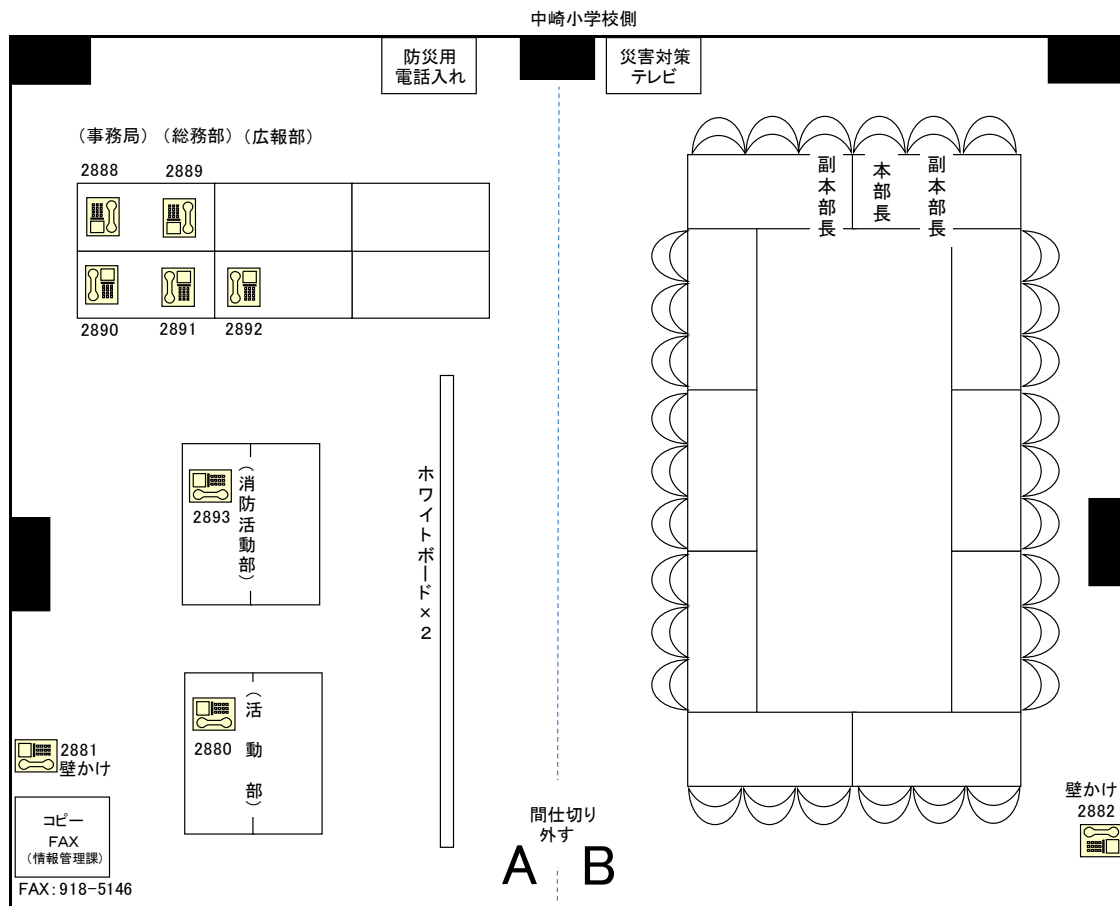 中崎小学校側
防災用
電話入れ
災害対策
テレビ
（事務局）（総務部）（広報部）
2888
2889
2890
2891
2892
副本部長
本部長
副本部長
（消防活動部）
2893
ホワイトボード×2
（活動部）
2880
2881
壁かけ
コピー
FAX
（情報管理課）
FAX：918-5146
間仕切り
外す
A
B
壁かけ
2882